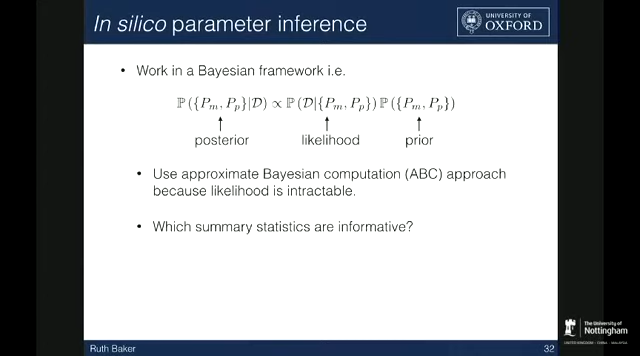 In silico parameter inference
UNIVERSITY OF
OXFORD
• Work in a Bayesian framework i.e.
ℙ ({Pₘ, Pₚ}|𝒟) ∝ ℙ (𝒟|{Pₘ, Pₚ}) ℙ ({Pₘ, Pₚ})
posterior likelihood prior
• Use approximate Bayesian computation (ABC) approach
because likelihood is intractable.
• Which summary statistics are informative?
Ruth Baker 32
The University of
Nottingham
UNITED KINGDOM · CHINA · MALAYSIA